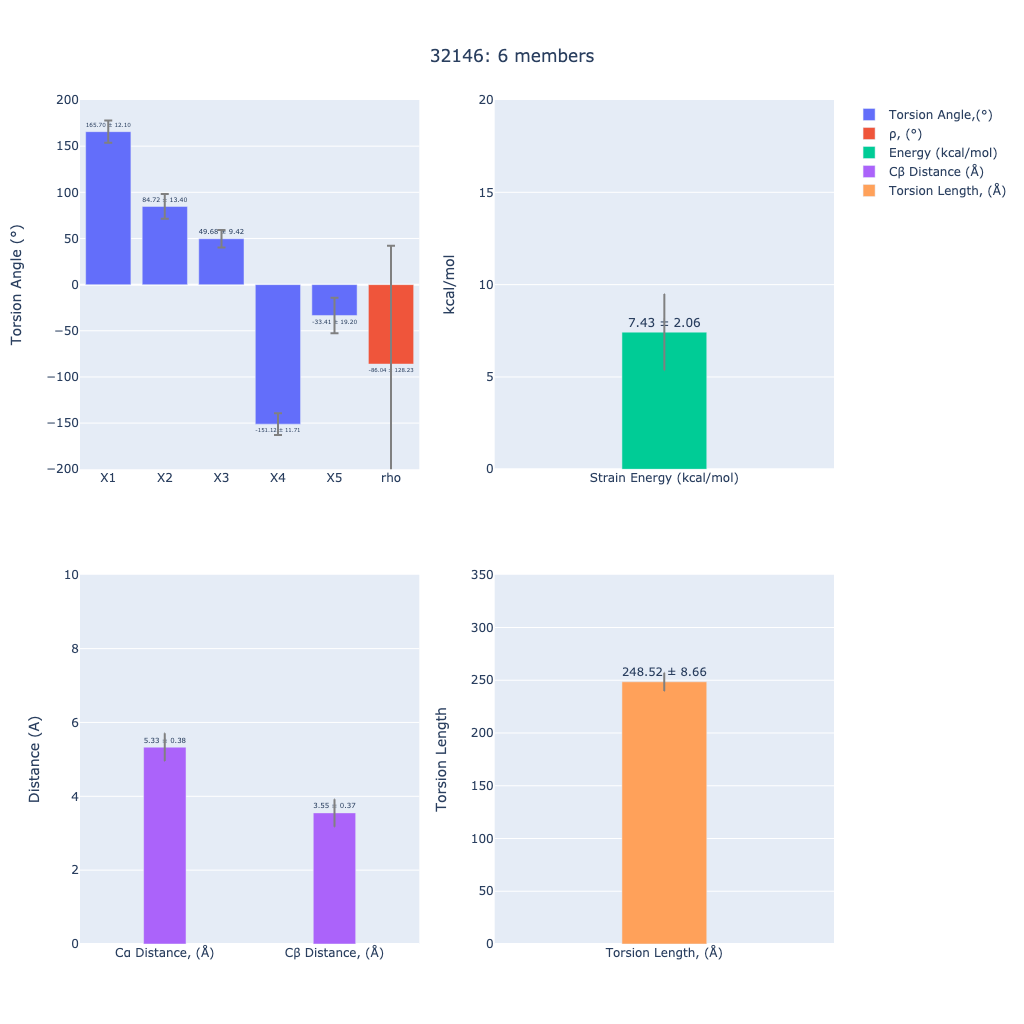 32146: 6 members
Torsion Angle (°)
200
150
100
50
0
−50
−100
−150
−200
165.70 ± 12.10
84.72 ± 13.40
49.68 ± 9.42
-151.12 ± 11.71
-33.41 ± 19.20
-86.04 ± 128.23
X1 X2 X3 X4 X5 rho
kcal/mol
20
15
10
5
0
7.43 ± 2.06
Strain Energy (kcal/mol)
Torsion Angle,(°)
ρ, (°)
Energy (kcal/mol)
Cβ Distance (Å)
Torsion Length, (Å)
Distance (A)
10
8
6
4
2
0
5.33 ± 0.38
3.55 ± 0.37
Cα Distance, (Å) Cβ Distance, (Å)
Torsion Length
350
300
250
200
150
100
50
0
248.52 ± 8.66
Torsion Length, (Å)